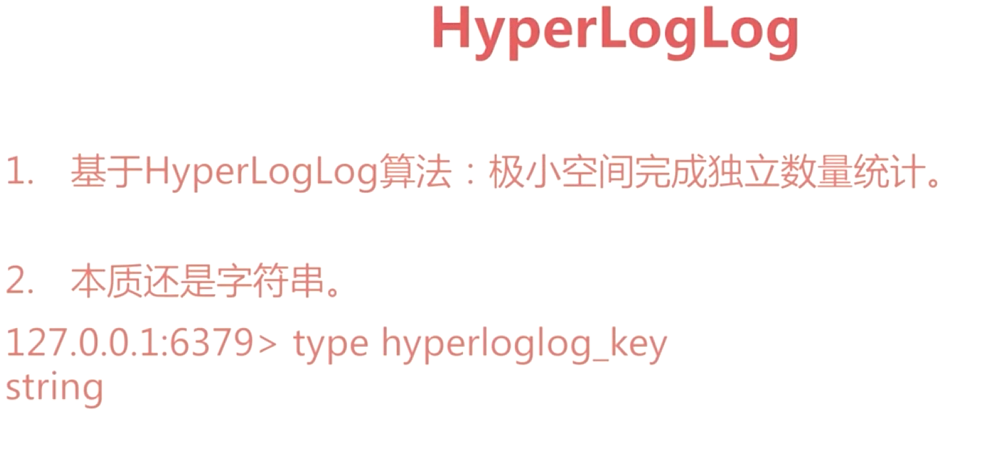 HyperLogLog
1. 基于HyperLogLog算法：极小空间完成独立数量统计。
2. 本质还是字符串。
127.0.0.1:6379> type hyperloglog_key
string